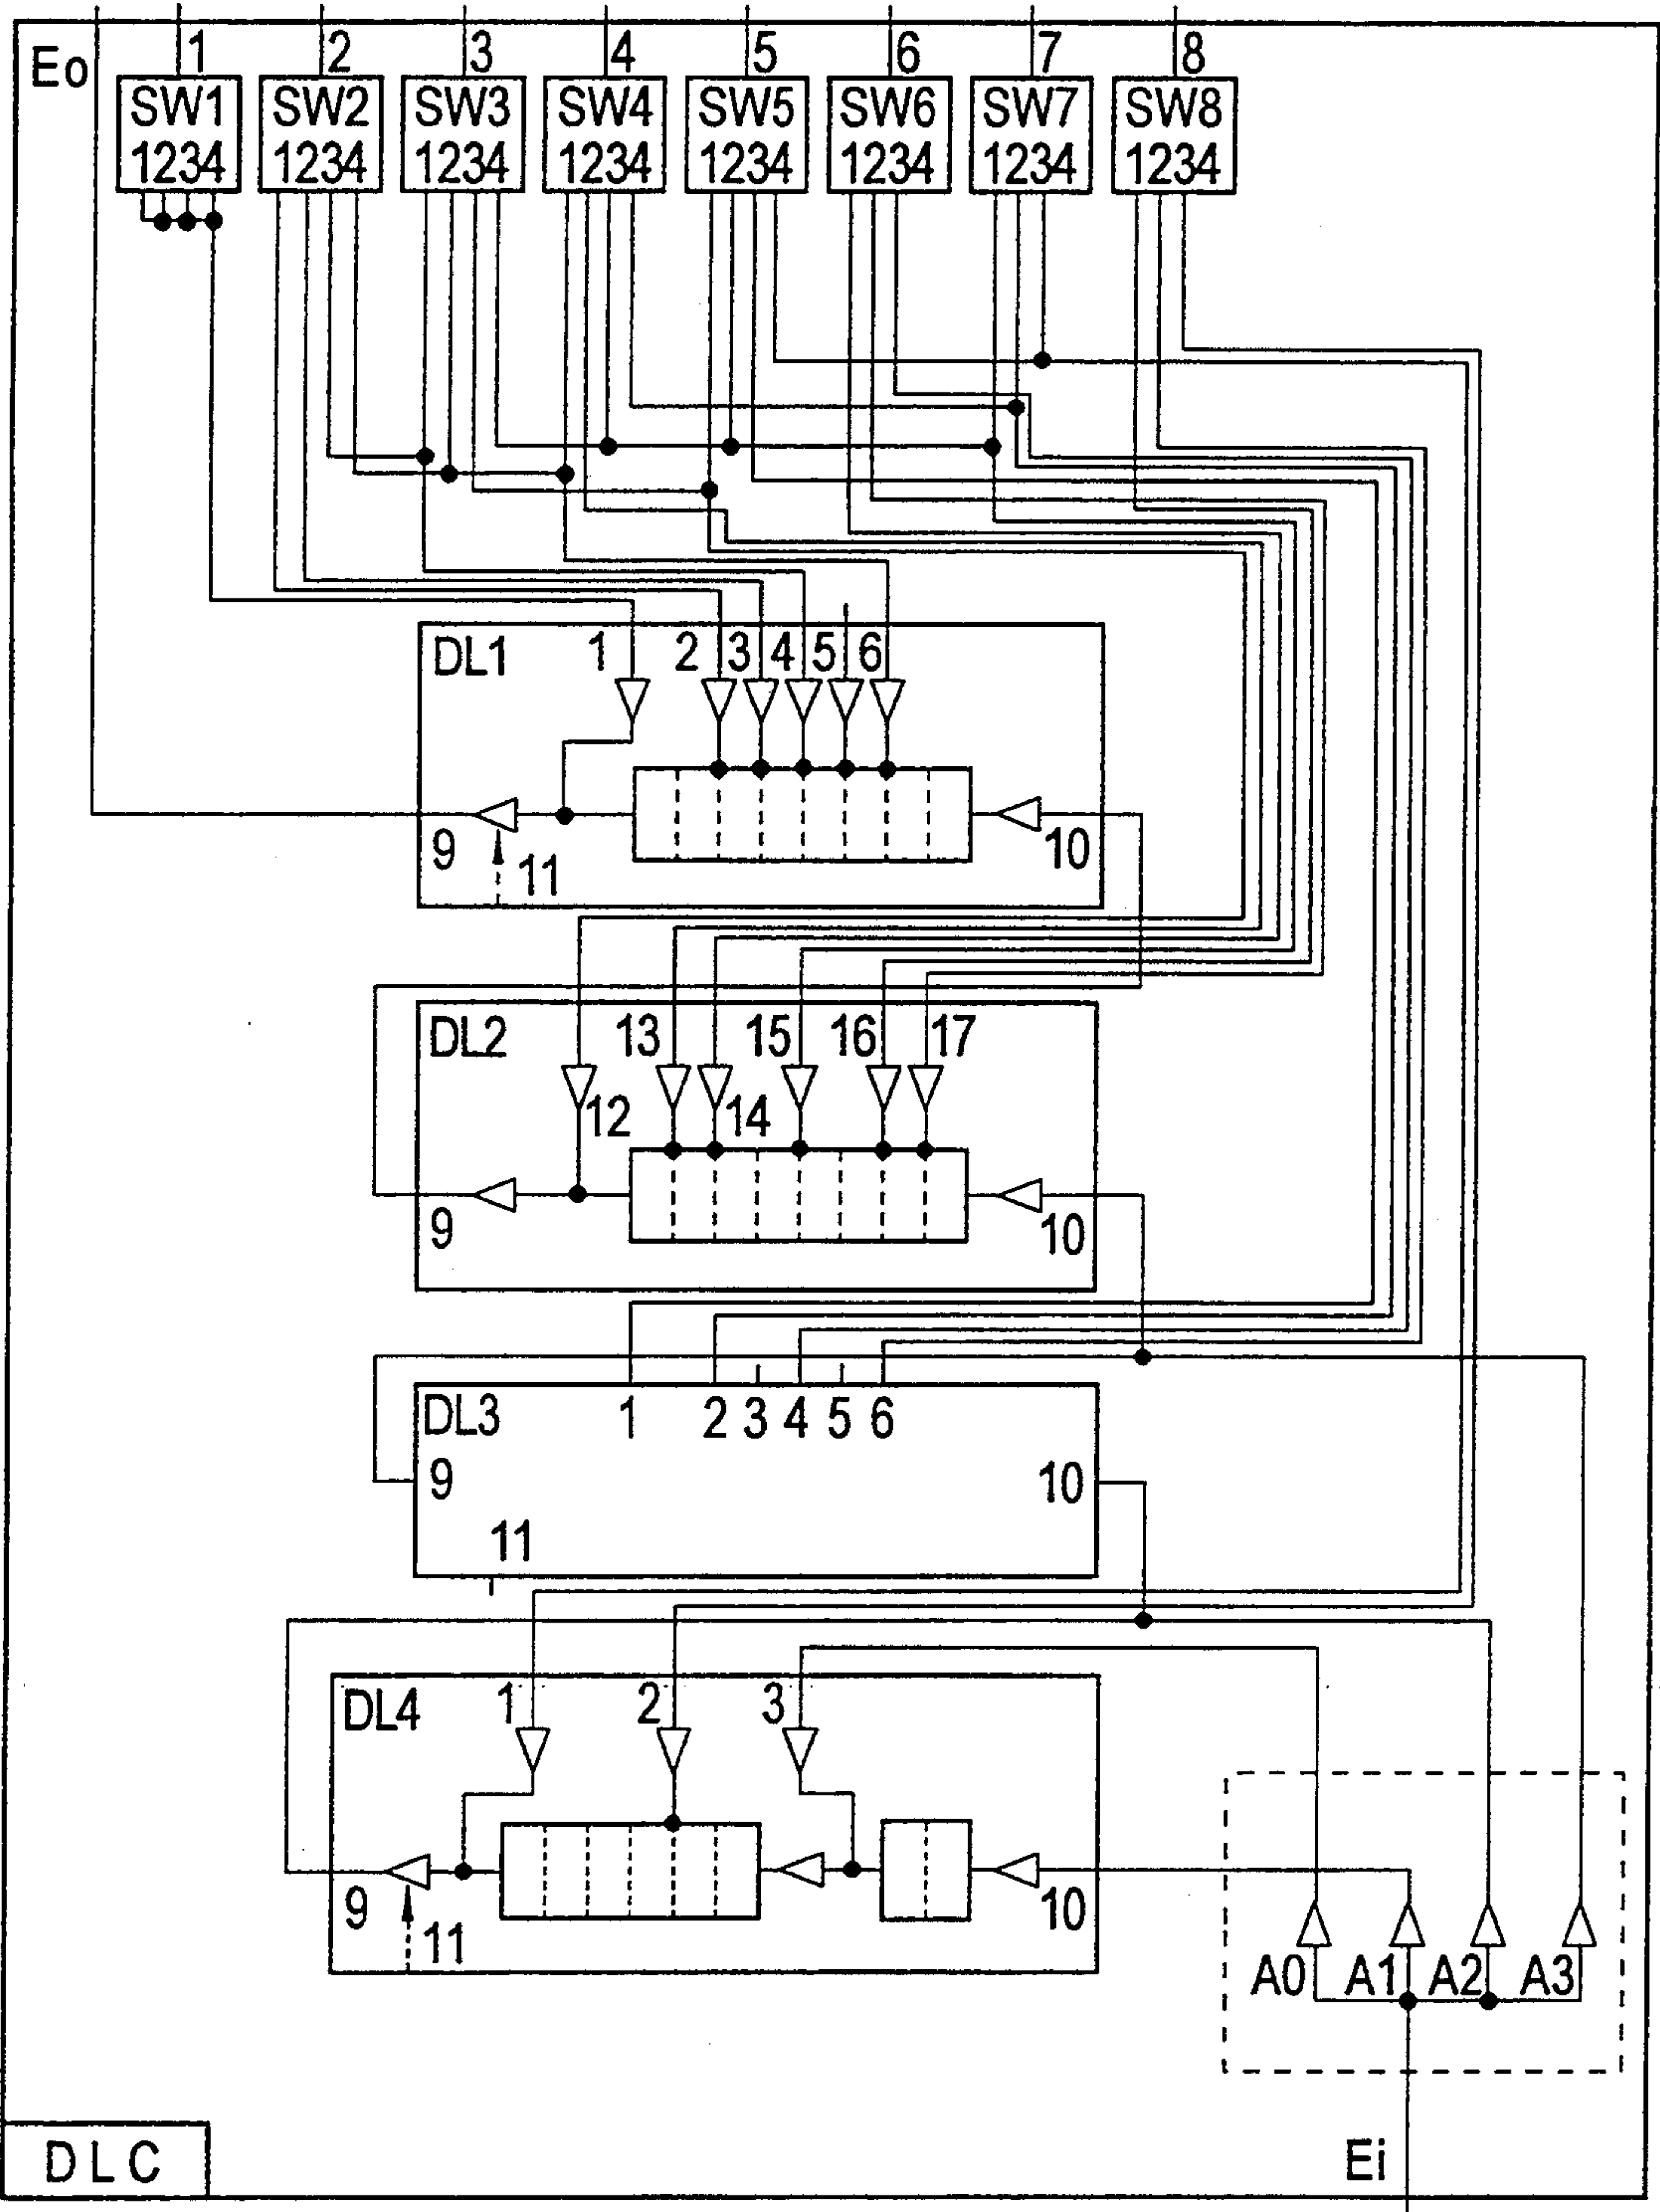 Eo 1 2 3 4 5 6 7 8
SW1 SW2 SW3 SW4 SW5 SW6 SW7 SW8
1234 1234 1234 1234 1234 1234 1234 1234
DL1 1 2 3 4 5 6
9 11 10
DL2 13 15 16 17
12 14
9 10
DL3 1 2 3 4 5 6
9 10
11
DL4 1 2 3
9 11 10
A0 A1 A2 A3
DLC Ei